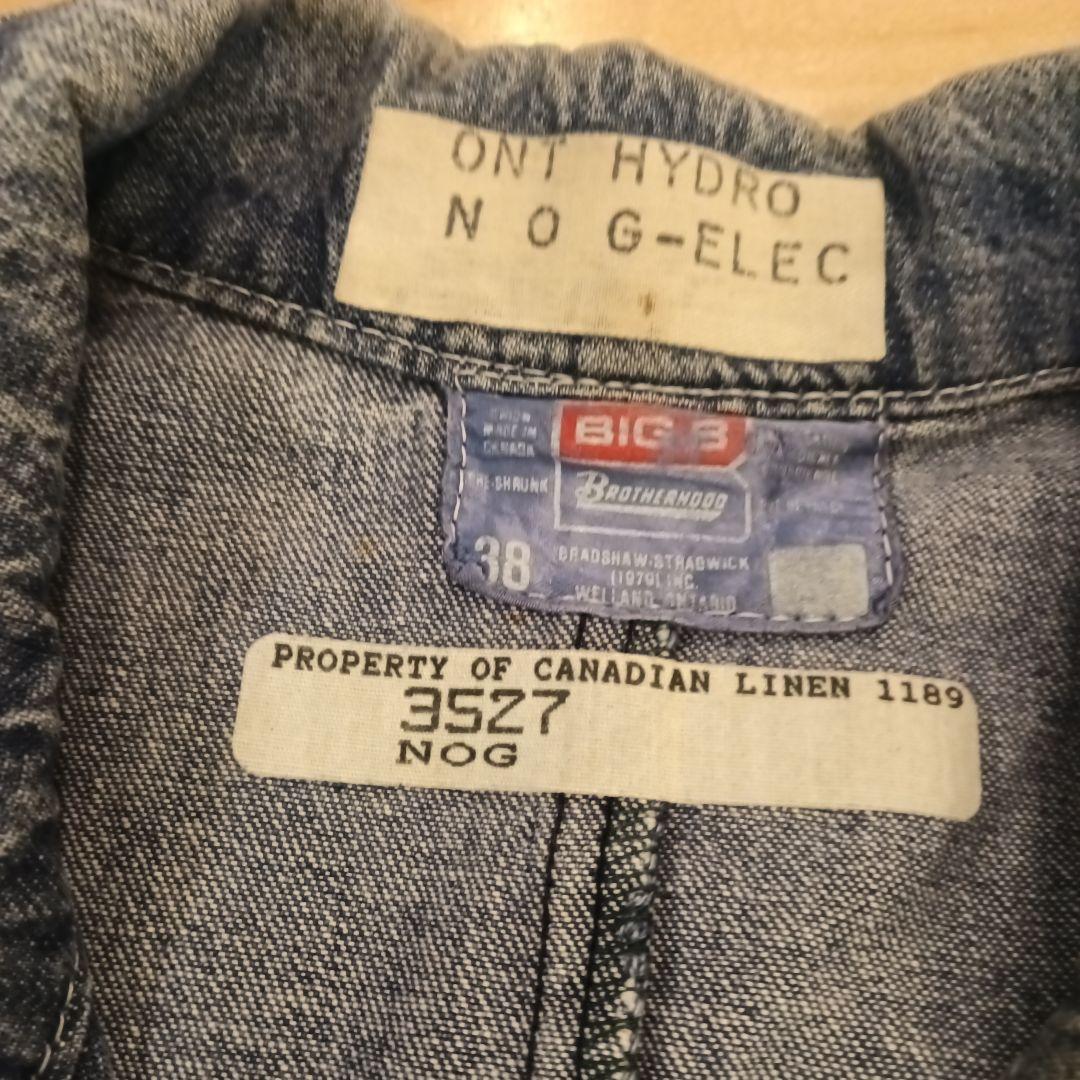 ONT HYDRO
N O G-ELEC
UNION
MADE IN
CANADA
BIG B
PRE-SHRUNK
BROTHERHOOD
38
BRADSHAW-STRADWICK
(1979) INC.
WELLAND, ONTARIO
PROPERTY OF CANADIAN LINEN 1189
3527
NOG